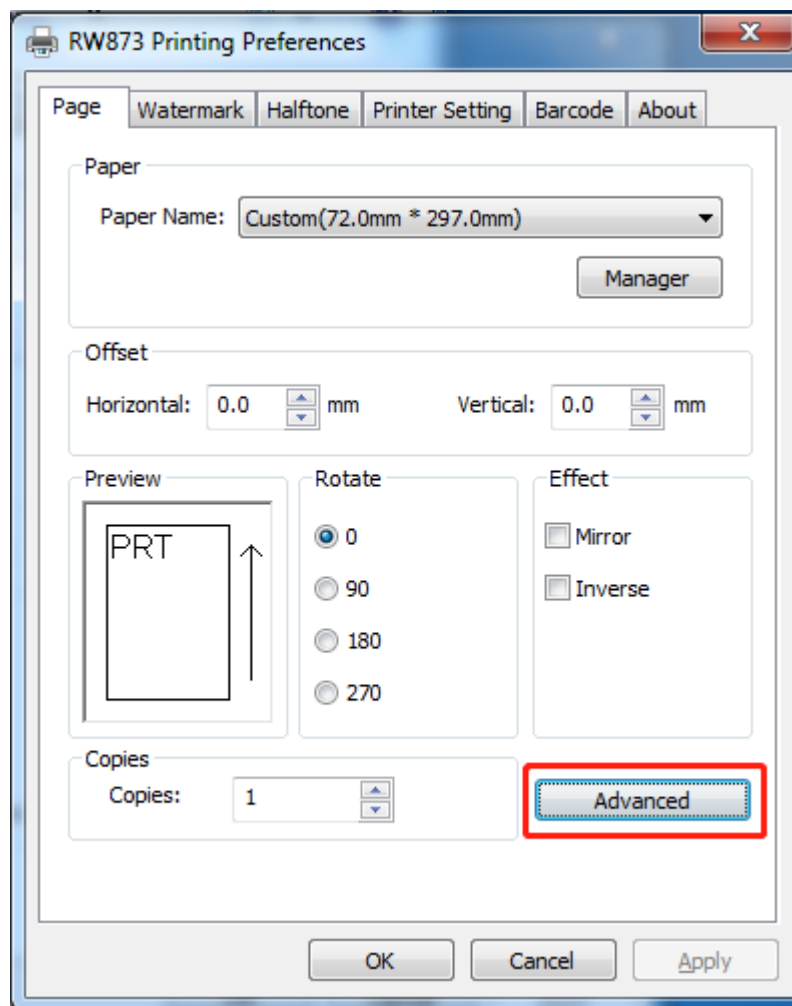 RW873 Printing Preferences
Page Watermark Halftone Printer Setting Barcode About
Paper
Paper Name: Custom(72.0mm * 297.0mm)
Manager
Offset
Horizontal: 0.0 mm Vertical: 0.0 mm
Preview Rotate Effect
PRT 0 Mirror
90 Inverse
180
270
Copies
Copies: 1 Advanced
OK Cancel Apply